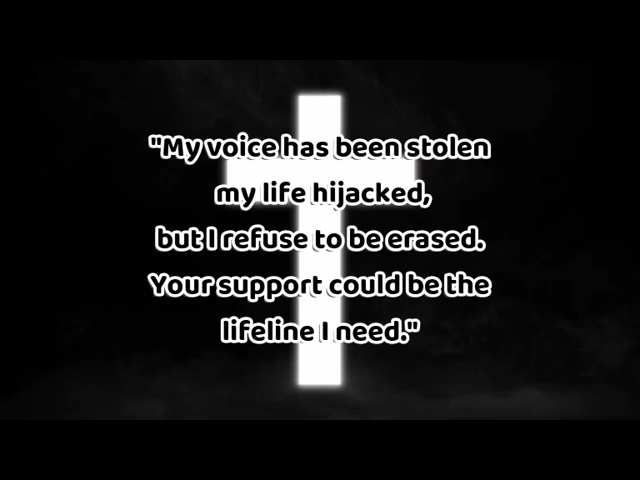 "My voice has been stolen
my life hijacked,
but I refuse to be erased.
Your support could be the
lifeline I need."